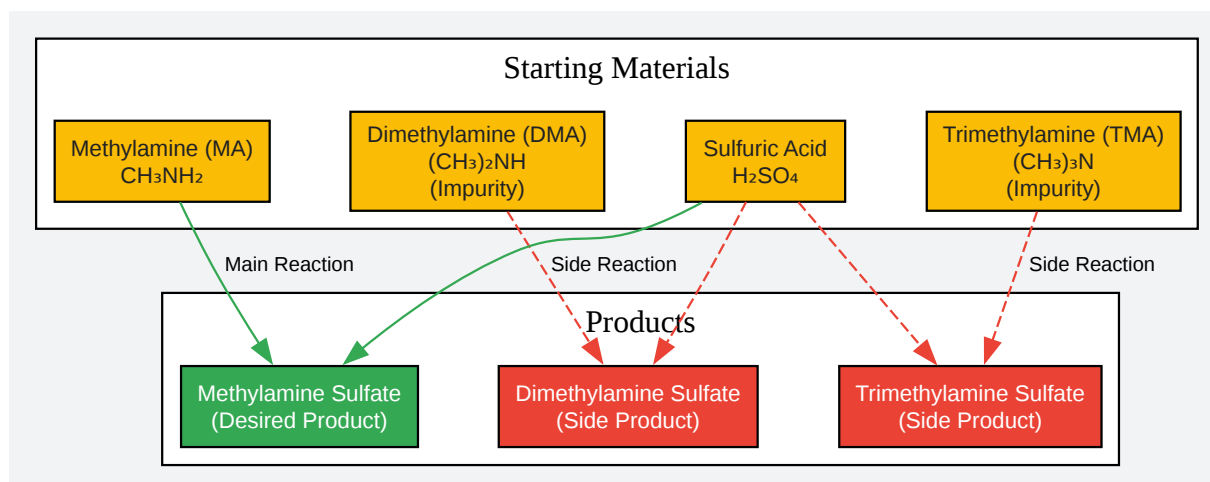 Starting Materials
Methylamine (MA)
CH₃NH₂
Dimethylamine (DMA)
(CH₃)₂NH
(Impurity)
Sulfuric Acid
H₂SO₄
Trimethylamine (TMA)
(CH₃)₃N
(Impurity)
Main Reaction
Side Reaction
Side Reaction
Products
Methylamine Sulfate
(Desired Product)
Dimethylamine Sulfate
(Side Product)
Trimethylamine Sulfate
(Side Product)